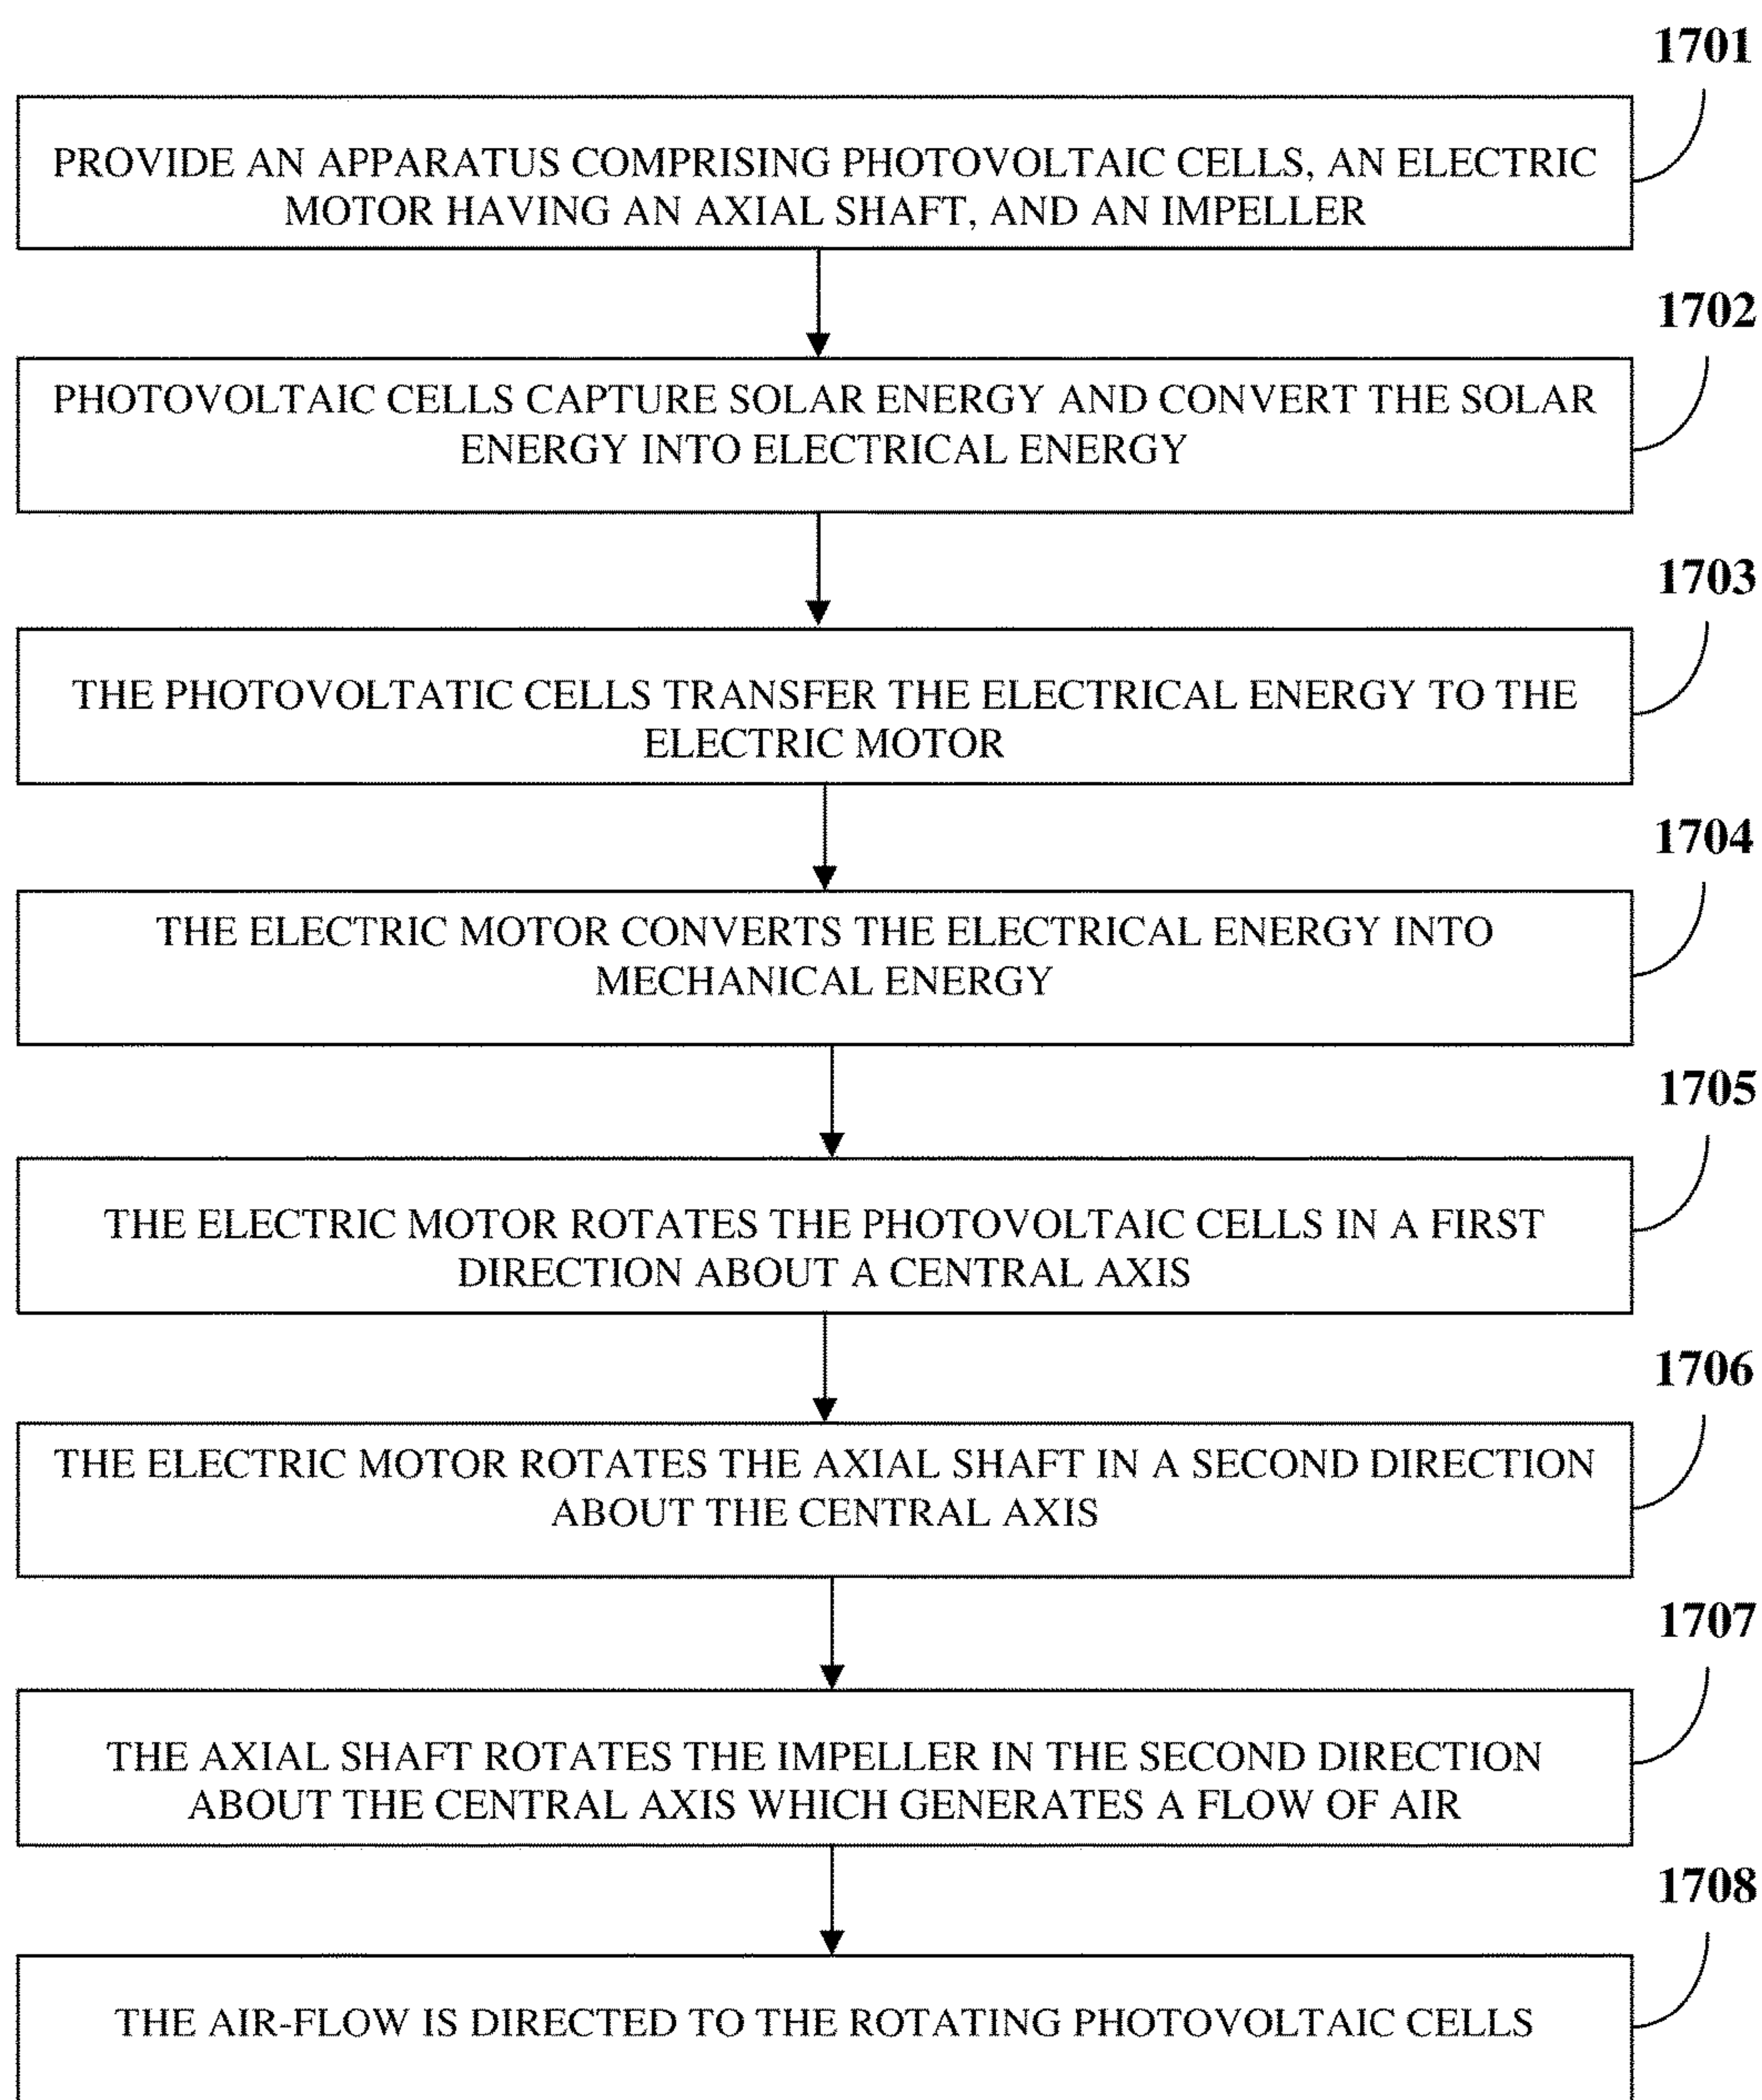 1701
PROVIDE AN APPARATUS COMPRISING PHOTOVOLTAIC CELLS, AN ELECTRIC
MOTOR HAVING AN AXIAL SHAFT, AND AN IMPELLER
1702
PHOTOVOLTAIC CELLS CAPTURE SOLAR ENERGY AND CONVERT THE SOLAR
ENERGY INTO ELECTRICAL ENERGY
1703
THE PHOTOVOLTATIC CELLS TRANSFER THE ELECTRICAL ENERGY TO THE
ELECTRIC MOTOR
1704
THE ELECTRIC MOTOR CONVERTS THE ELECTRICAL ENERGY INTO
MECHANICAL ENERGY
1705
THE ELECTRIC MOTOR ROTATES THE PHOTOVOLTAIC CELLS IN A FIRST
DIRECTION ABOUT A CENTRAL AXIS
1706
THE ELECTRIC MOTOR ROTATES THE AXIAL SHAFT IN A SECOND DIRECTION
ABOUT THE CENTRAL AXIS
1707
THE AXIAL SHAFT ROTATES THE IMPELLER IN THE SECOND DIRECTION
ABOUT THE CENTRAL AXIS WHICH GENERATES A FLOW OF AIR
1708
THE AIR-FLOW IS DIRECTED TO THE ROTATING PHOTOVOLTAIC CELLS